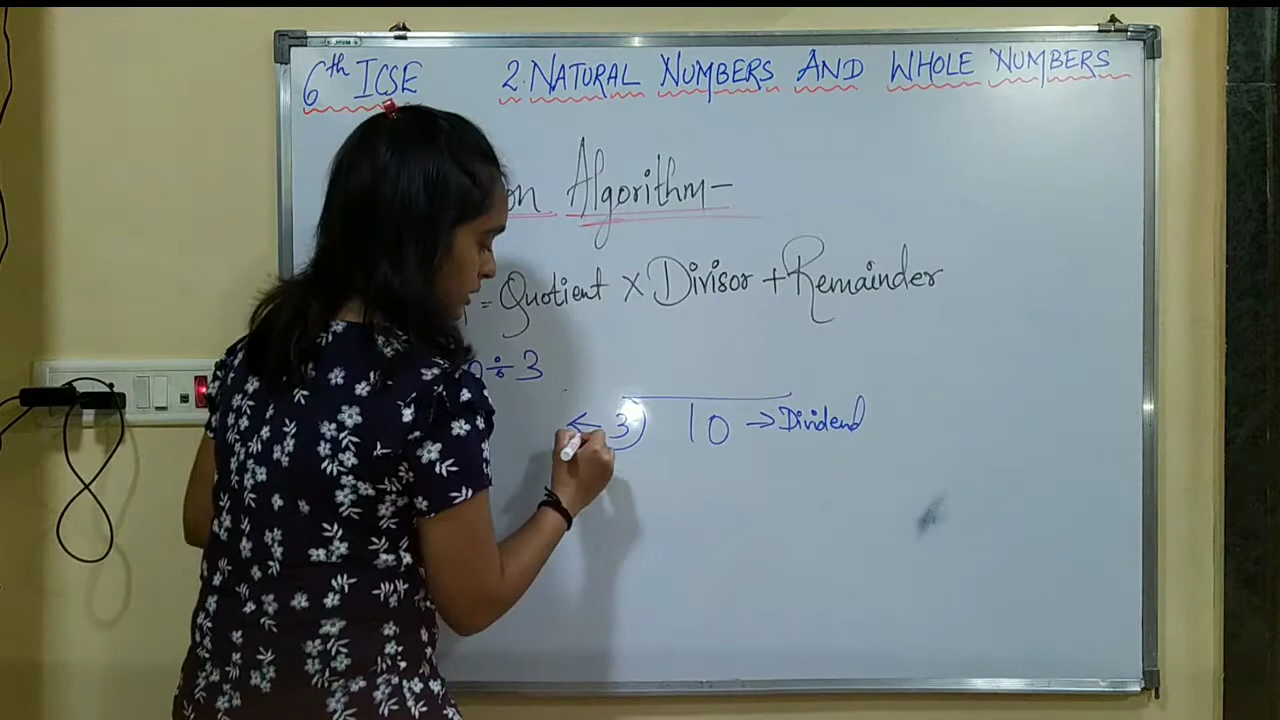 6th ICSE 2. NATURAL NUMBERS AND WHOLE NUMBERS
Algorithm-
= Quotient × Divisor + Remainder
÷ 3
← 3) 10 → Dividend